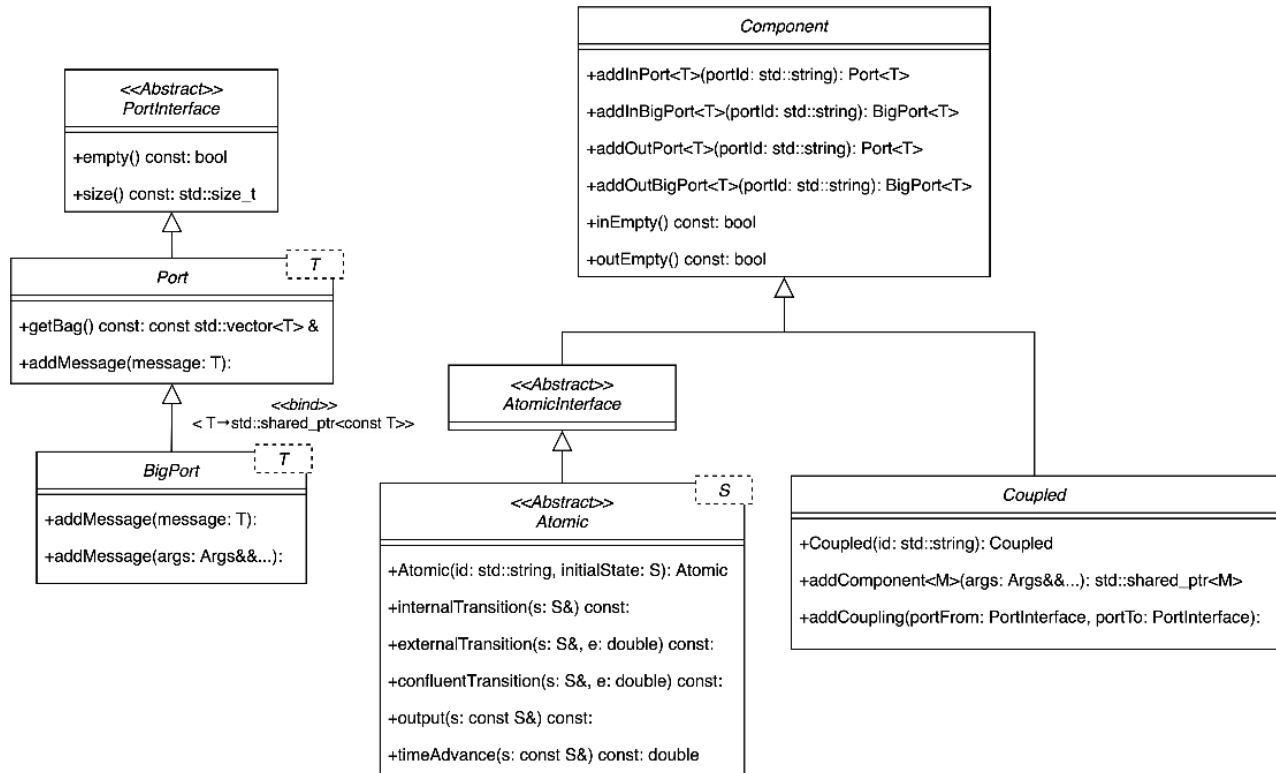 <<Abstract>>
PortInterface
+empty() const: bool
+size() const: std::size_t
T
Port
+getBag() const: const std::vector<T> &
+addMessage(message: T):
<<bind>>
< T→std::shared_ptr<const T>>
T
BigPort
+addMessage(message: T):
+addMessage(args: Args&&...):
Component
+addInPort<T>(portId: std::string): Port<T>
+addInBigPort<T>(portId: std::string): BigPort<T>
+addOutPort<T>(portId: std::string): Port<T>
+addOutBigPort<T>(portId: std::string): BigPort<T>
+inEmpty() const: bool
+outEmpty() const: bool
<<Abstract>>
AtomicInterface
S
<<Abstract>>
Atomic
+Atomic(id: std::string, initialState: S): Atomic
+internalTransition(s: S&) const:
+externalTransition(s: S&, e: double) const:
+confluentTransition(s: S&, e: double) const:
+output(s: const S&) const:
+timeAdvance(s: const S&) const: double
Coupled
+Coupled(id: std::string): Coupled
+addComponent<M>(args: Args&&...): std::shared_ptr<M>
+addCoupling(portFrom: PortInterface, portTo: PortInterface):